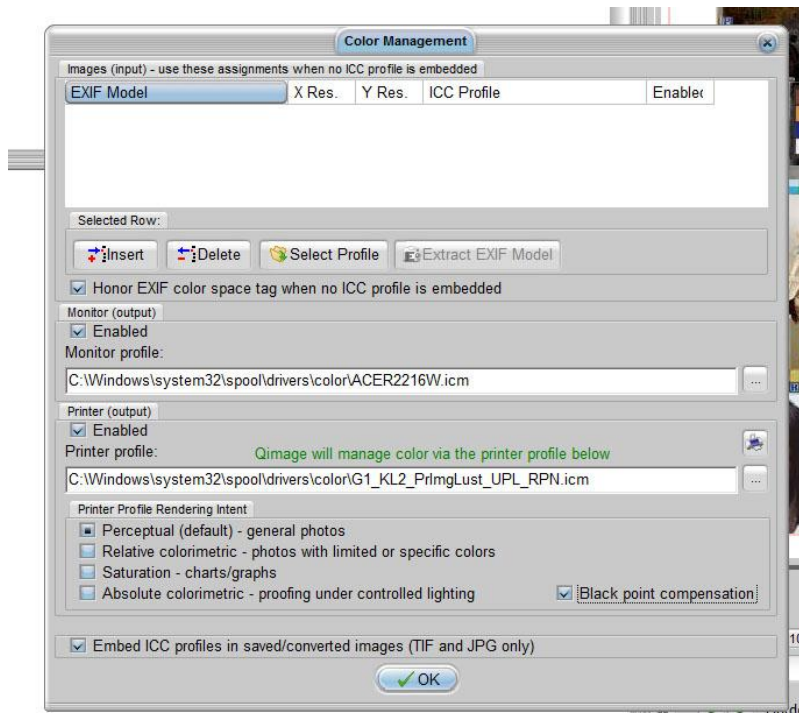 Color Management
Images (input) - use these assignments when no ICC profile is embedded
EXIF Model X Res. Y Res. ICC Profile Enabled
Selected Row:
Insert Delete Select Profile Extract EXIF Model
Honor EXIF color space tag when no ICC profile is embedded
Monitor (output)
Enabled
Monitor profile:
C:\Windows\system32\spool\drivers\color\ACER2216W.icm ...
Printer (output)
Enabled
Printer profile: Qimage will manage color via the printer profile below
C:\Windows\system32\spool\drivers\color\G1_KL2_PrImgLust_UPL_RPN.icm ...
Printer Profile Rendering Intent
Perceptual (default) - general photos
Relative colorimetric - photos with limited or specific colors
Saturation - charts/graphs
Absolute colorimetric - proofing under controlled lighting Black point compensation
Embed ICC profiles in saved/converted images (TIF and JPG only)
OK